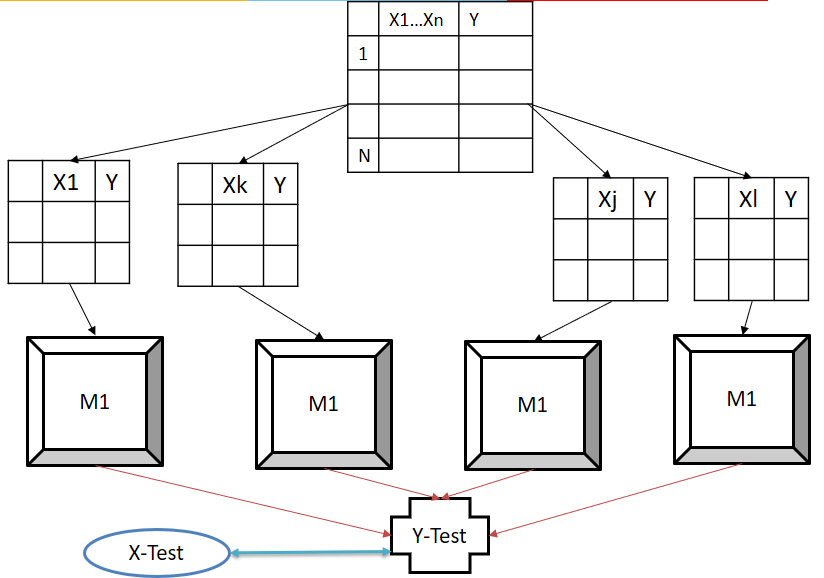 X1...Xn Y
1
N
X1 Y
Xk Y
Xj Y
Xl Y
M1
M1
M1
M1
Y-Test
X-Test